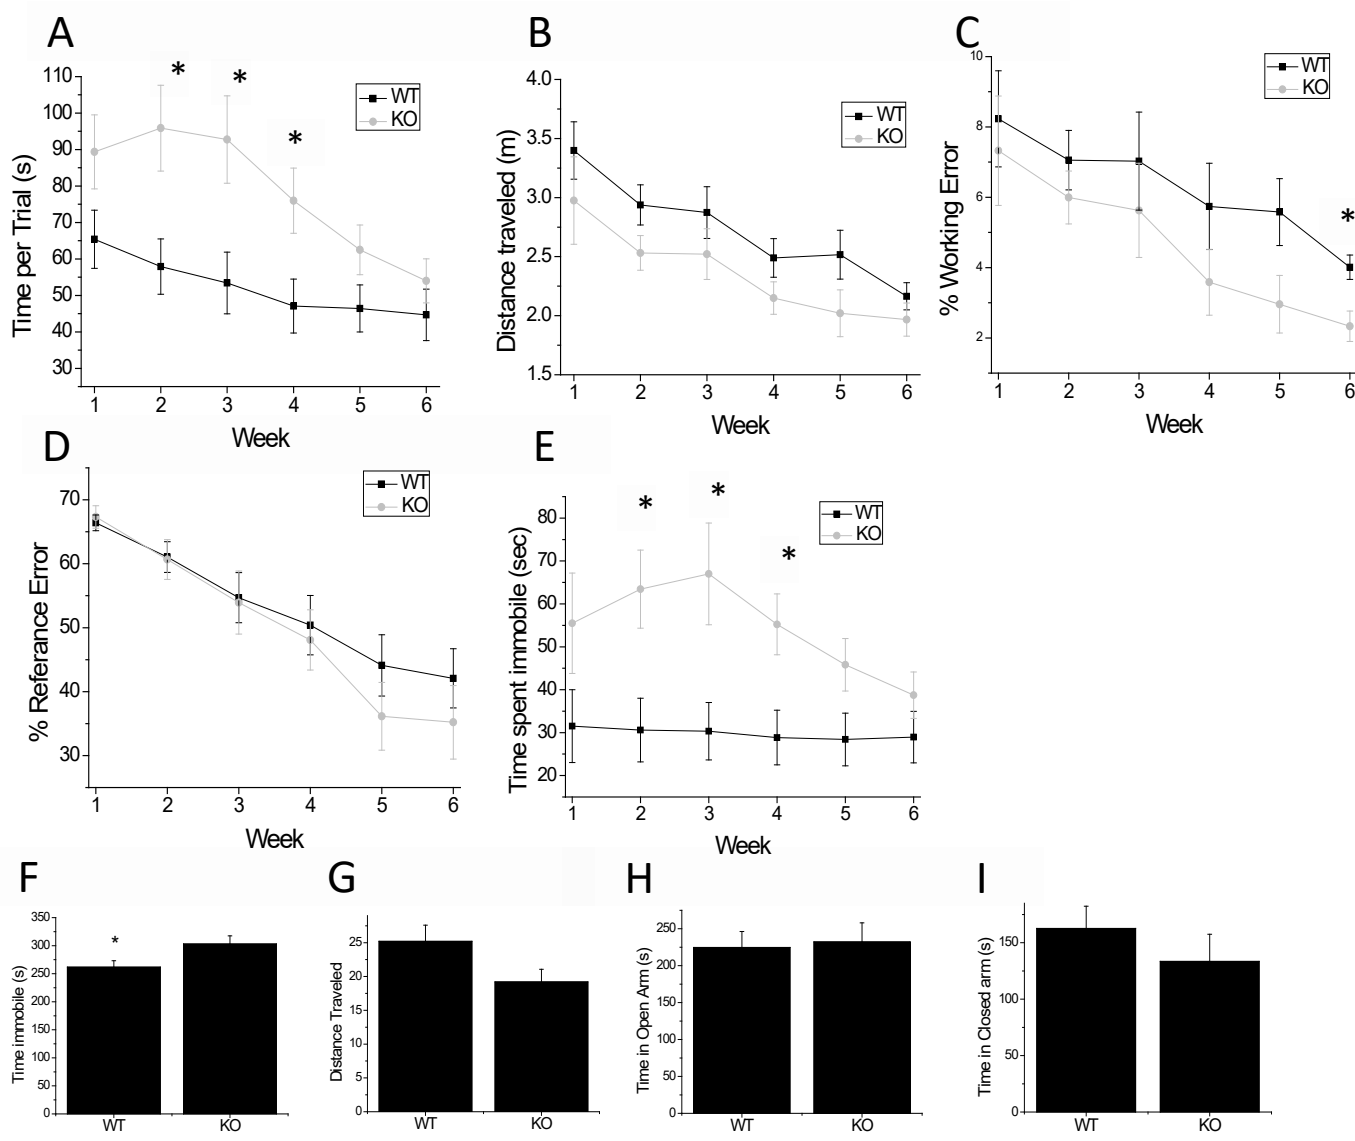 A
Time per Trial (s)
110
100
90
80
70
60
50
40
30
* * *
WT
KO
1 2 3 4 5 6
Week
B
Distance traveled (m)
4.0
3.5
3.0
2.5
2.0
1.5
WT
KO
1 2 3 4 5 6
Week
C
% Working Error
10
8
6
4
2
WT
KO
*
1 2 3 4 5 6
Week
D
% Referance Error
70
60
50
40
30
WT
KO
1 2 3 4 5 6
Week
E
Time spent immobile (sec)
80
70
60
50
40
30
20
* * *
WT
KO
1 2 3 4 5 6
Week
F
Time immobile (s)
350
300
250
200
150
100
50
0
*
WT KO
G
Distance Traveled
25
20
15
10
5
0
WT KO
H
Time in Open Arm (s)
250
225
200
175
150
125
100
75
50
25
0
WT KO
I
Time in Closed arm (s)
150
100
50
0
WT KO